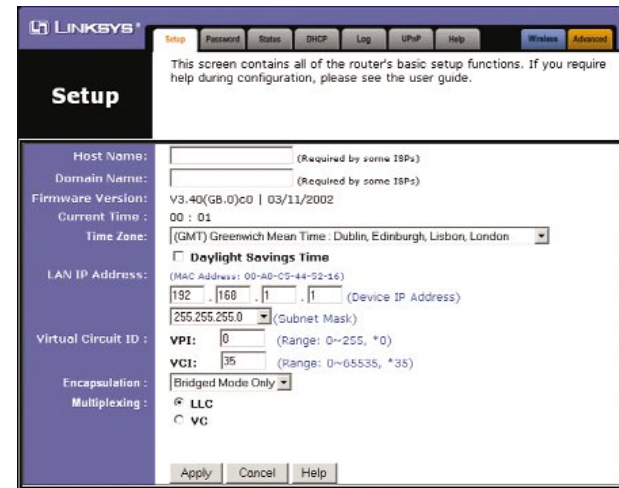 LINKSYS®
Setup Password Status DHCP Log UPnP Help Wireless Advanced
Setup
This screen contains all of the router's basic setup functions. If you require
help during configuration, please see the user guide.
Host Name: (Required by some ISPs)
Domain Name: (Required by some ISPs)
Firmware Version: V3.40(GB.0)c0 | 03/11/2002
Current Time : 00 : 01
Time Zone: (GMT) Greenwich Mean Time : Dublin, Edinburgh, Lisbon, London
Daylight Savings Time
LAN IP Address: (MAC Address: 00-A0-C5-44-52-16)
192 . 168 . 1 . 1 (Device IP Address)
255.255.255.0 (Subnet Mask)
Virtual Circuit ID : VPI: 0 (Range: 0~255, *0)
VCI: 35 (Range: 0~65535, *35)
Encapsulation : Bridged Mode Only
Multiplexing : LLC
VC
Apply Cancel Help